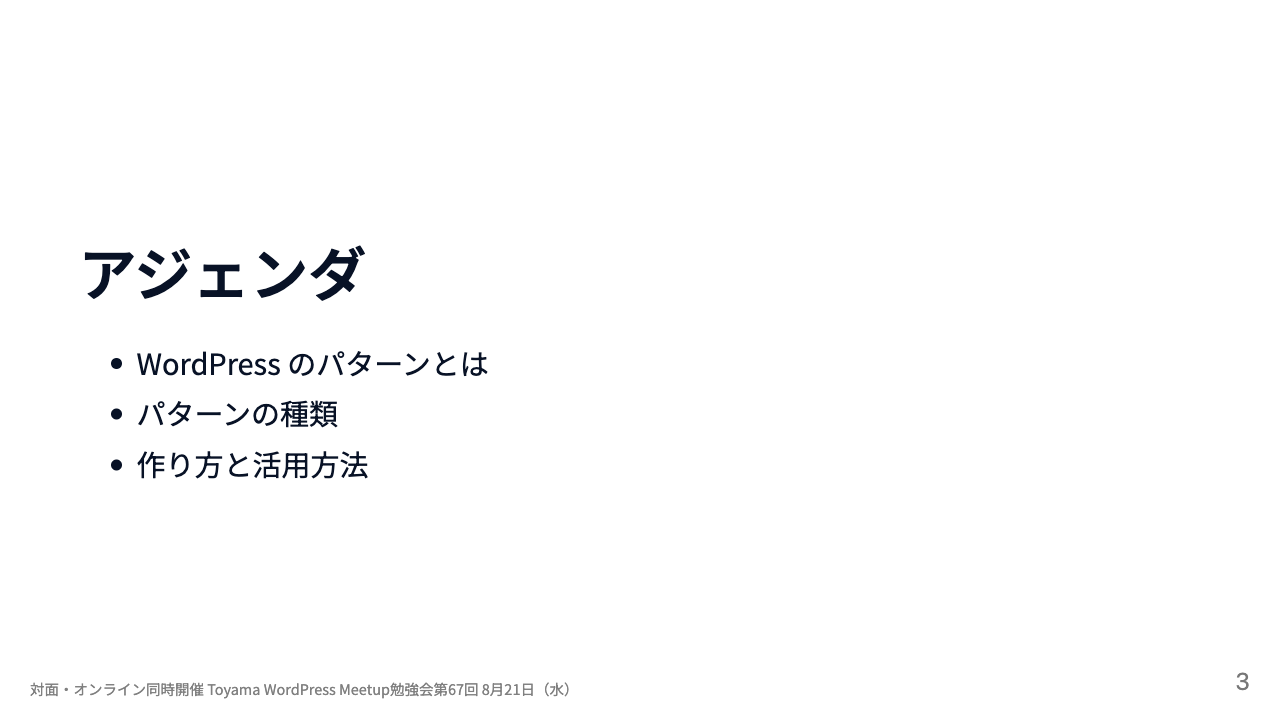 アジェンダ
WordPress のパターンとは
パターンの種類
作り方と活用方法
対面・オンライン同時開催 Toyama WordPress Meetup勉強会第67回 8月21日（水）
3